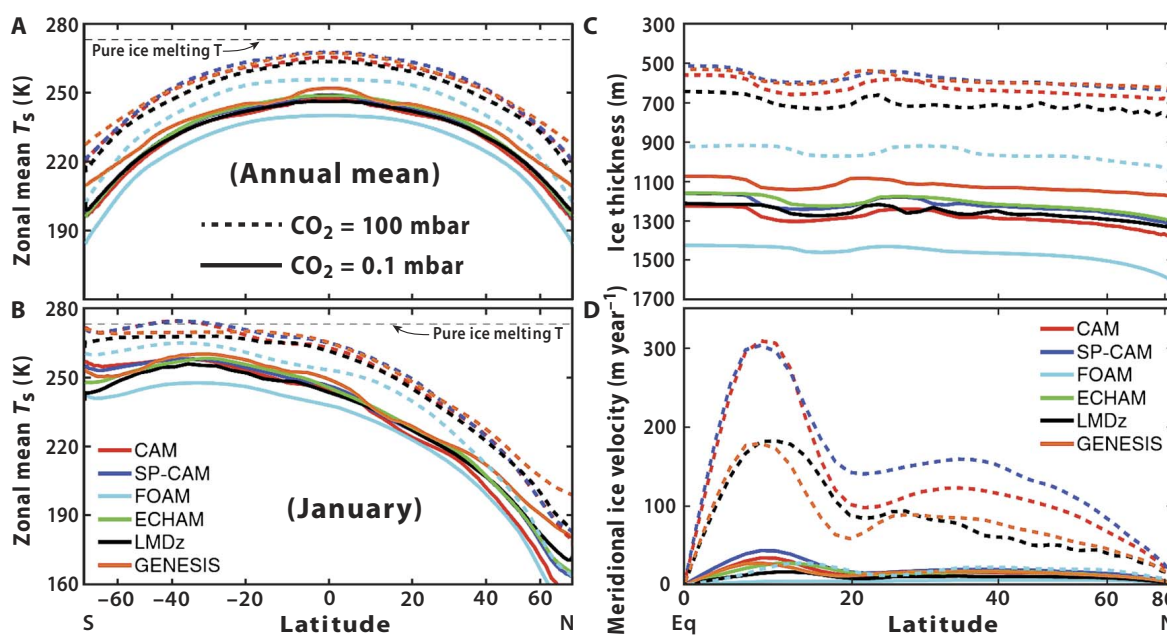 A
Zonal mean Ts (K)
280
250
220
190
Pure ice melting T
(Annual mean)
CO2 = 100 mbar
CO2 = 0.1 mbar
C
Ice thickness (m)
300
500
700
900
1100
1300
1500
1700
B
Zonal mean Ts (K)
280
250
220
190
160
Pure ice melting T
CAM
SP-CAM
FOAM
ECHAM
LMDz
GENESIS
(January)
−60 −40 −20 0 20 40 60
S Latitude N
D
Meridional ice velocity (m year−1)
300
200
100
0
CAM
SP-CAM
FOAM
ECHAM
LMDz
GENESIS
0 20 40 60 80
Eq Latitude N